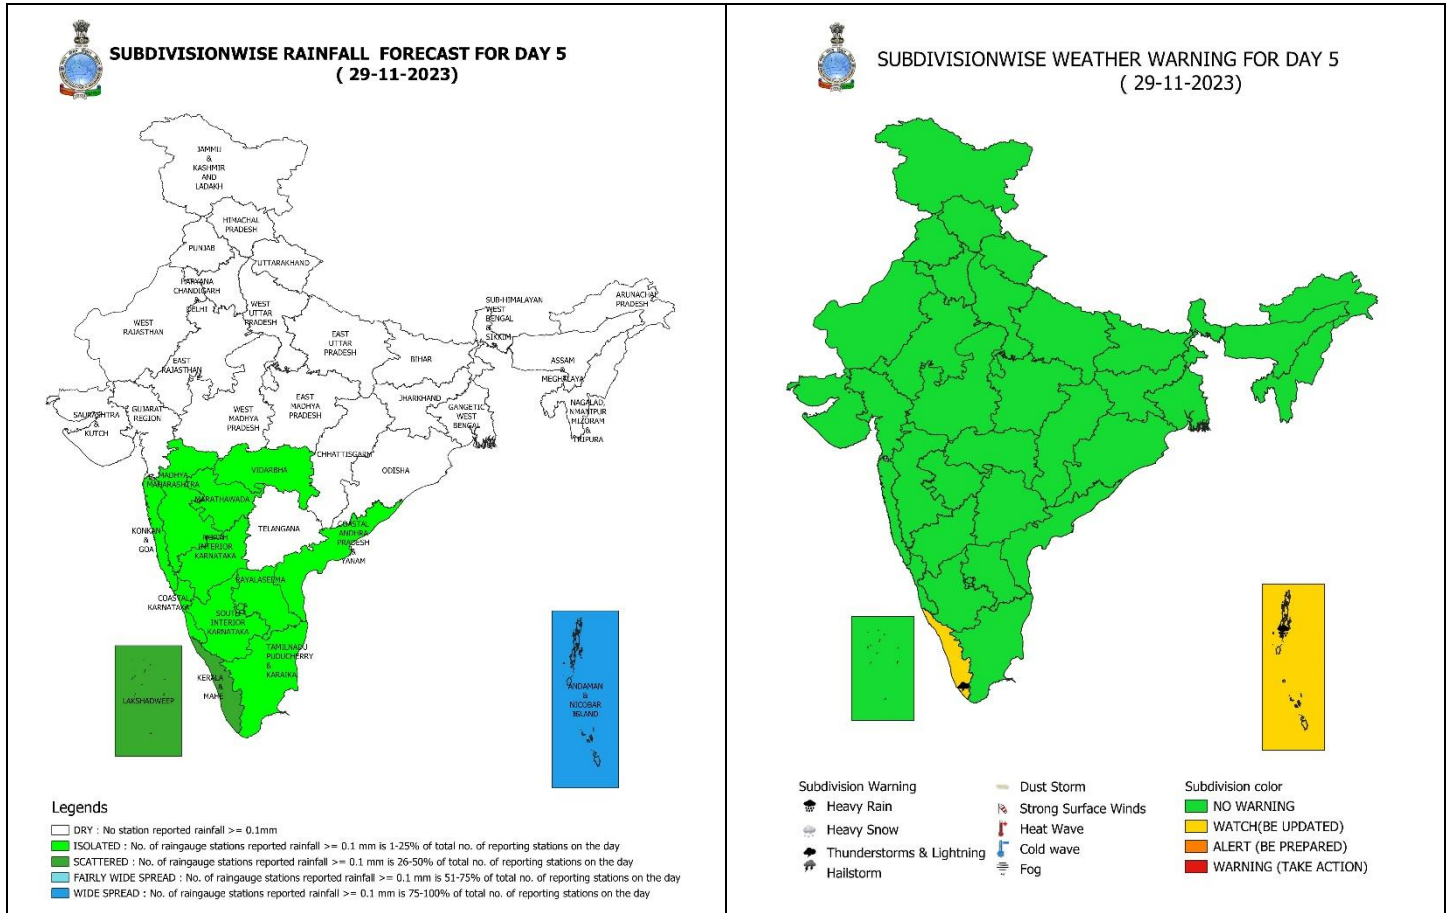 SUBDIVISIONWISE RAINFALL FORECAST FOR DAY 5
( 29-11-2023)
JAMMU
&
KASHMIR
AND
LADAKH
HIMACHAL
PRADESH
PUNJAB
UTTARAKHAND
HARYANA
CHANDIGARH
&
DELHI
WEST
UTTAR
PRADESH
WEST
RAJASTHAN
SUB-HIMALAYAN
WEST
BENGAL
&
SIKKIM
ARUNACHAL
PRADESH
EAST
UTTAR
PRADESH
EAST
RAJASTHAN
BIHAR
ASSAM
&
MEGHALAYA
SAURASHTRA
&
KUTCH
GUJARAT
REGION
WEST
MADHYA
PRADESH
EAST
MADHYA
PRADESH
JHARKHAND
GANGETIC
WEST
BENGAL
NAGALAD,
NMANIPUR
MIZORAM
&
TRIPURA
CHHATTISGARH
ODISHA
VIDARBHA
MADHYA
MAHARASHTRA
MARATHAWADA
KONKAN
&
GOA
TELANGANA
COASTAL
ANDHRA
PRADESH
&
YANAM
NORTH
INTERIOR
KARNATAKA
RAYALASEEMA
COASTAL
KARNATAKA
SOUTH
INTERIOR
KARNATAKA
TAMILNADU
PUDUCHERRY
&
KARAIKA
KERALA
&
MAHE
LAKSHADWEEP
ANDAMAN
&
NICOBAR
ISLAND
Legends
DRY : No station reported rainfall >= 0.1mm
ISOLATED : No. of raingauge stations reported rainfall >= 0.1 mm is 1-25% of total no. of reporting stations on the day
SCATTERED : No. of raingauge stations reported rainfall >= 0.1 mm is 26-50% of total no. of reporting stations on the day
FAIRLY WIDE SPREAD : No. of raingauge stations reported rainfall >= 0.1 mm is 51-75% of total no. of reporting stations on the day
WIDE SPREAD : No. of raingauge stations reported rainfall >= 0.1 mm is 75-100% of total no. of reporting stations on the day
SUBDIVISIONWISE WEATHER WARNING FOR DAY 5
( 29-11-2023)
Subdivision Warning
Heavy Rain
Heavy Snow
Thunderstorms & Lightning
Hailstorm
Dust Storm
Strong Surface Winds
Heat Wave
Cold wave
Fog
Subdivision color
NO WARNING
WATCH(BE UPDATED)
ALERT (BE PREPARED)
WARNING (TAKE ACTION)